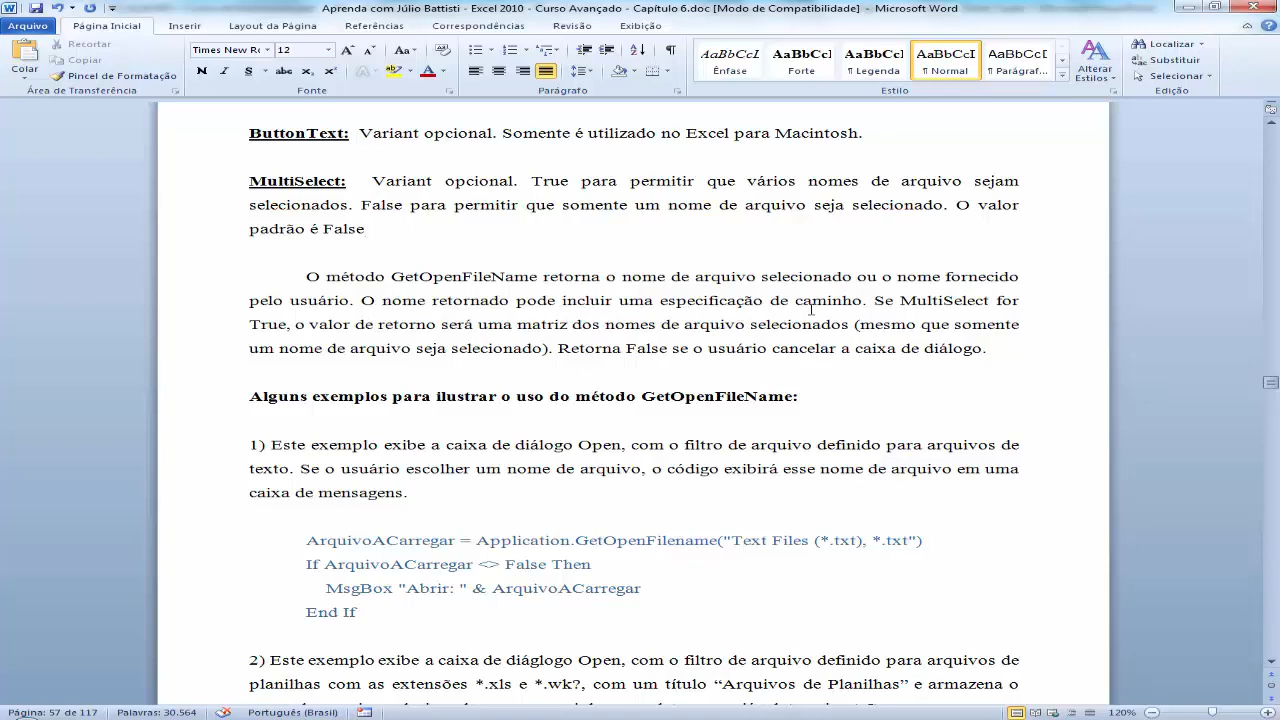 Aprenda com Júlio Battisti - Excel 2010 - Curso Avançado - Capítulo 6.doc [Modo de Compatibilidade] - Microsoft Word
Arquivo Página Inicial Inserir Layout da Página Referências Correspondências Revisão Exibição
Colar
Recortar
Copiar
Pincel de Formatação
Área de Transferência
Times New Ro 12
Fonte
Parágrafo
AaBbCcI AaBbCcI AaBbCcI AaBbCcI AaBbCcI
Ênfase Forte ¶ Legenda ¶ Normal ¶ Parágraf...
Alterar Estilos
Estilo
Localizar
Substituir
Selecionar
Edição
ButtonText: Variant opcional. Somente é utilizado no Excel para Macintosh.
MultiSelect: Variant opcional. True para permitir que vários nomes de arquivo sejam
selecionados. False para permitir que somente um nome de arquivo seja selecionado. O valor
padrão é False
O método GetOpenFileName retorna o nome de arquivo selecionado ou o nome fornecido
pelo usuário. O nome retornado pode incluir uma especificação de caminho. Se MultiSelect for
True, o valor de retorno será uma matriz dos nomes de arquivo selecionados (mesmo que somente
um nome de arquivo seja selecionado). Retorna False se o usuário cancelar a caixa de diálogo.
Alguns exemplos para ilustrar o uso do método GetOpenFileName:
1) Este exemplo exibe a caixa de diálogo Open, com o filtro de arquivo definido para arquivos de
texto. Se o usuário escolher um nome de arquivo, o código exibirá esse nome de arquivo em uma
caixa de mensagens.
ArquivoACarregar = Application.GetOpenFilename("Text Files (*.txt), *.txt")
If ArquivoACarregar <> False Then
MsgBox "Abrir: " & ArquivoACarregar
End If
2) Este exemplo exibe a caixa de diáglogo Open, com o filtro de arquivo definido para arquivos de
planilhas com as extensões *.xls e *.wk?, com um título “Arquivos de Planilhas” e armazena o
Página: 57 de 117 Palavras: 30.564 Português (Brasil) 120%